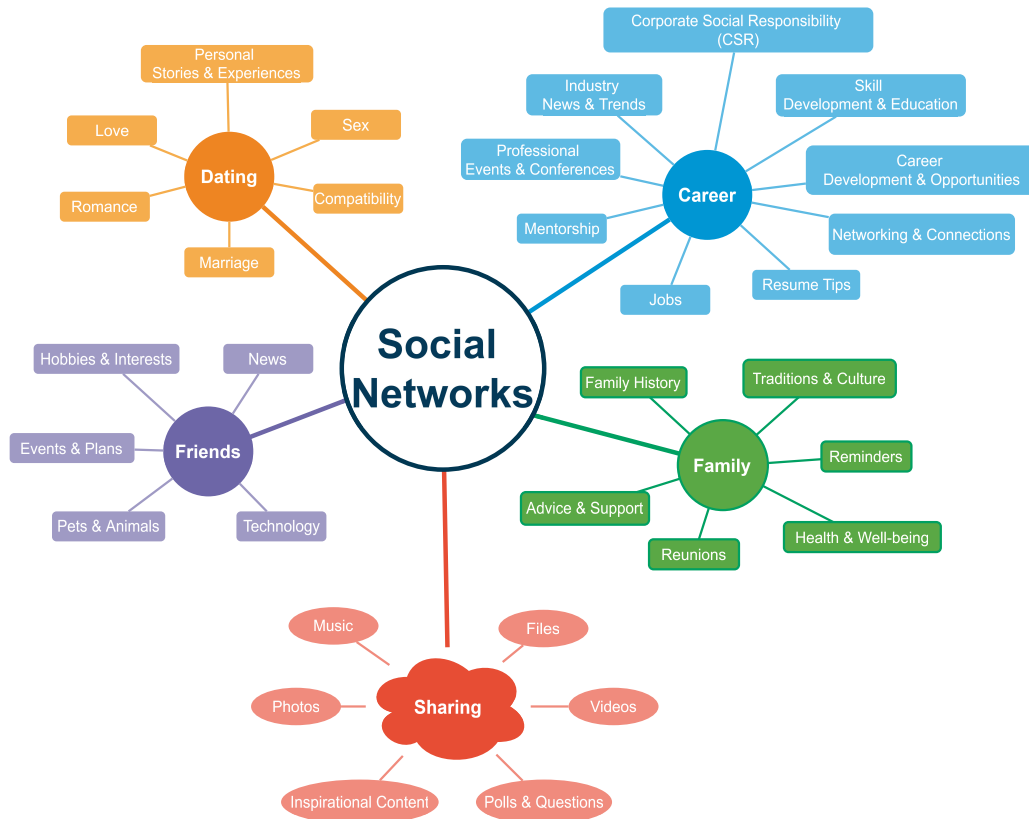 Corporate Social Responsibility
(CSR)
Personal
Stories & Experiences
Industry
News & Trends
Skill
Development & Education
Love
Sex
Dating
Professional
Events & Conferences
Career
Career
Development & Opportunities
Romance
Compatibility
Mentorship
Networking & Connections
Marriage
Jobs
Resume Tips
Social
Networks
Hobbies & Interests
News
Family History
Traditions & Culture
Events & Plans
Friends
Family
Reminders
Pets & Animals
Technology
Advice & Support
Reunions
Health & Well-being
Music
Files
Photos
Sharing
Videos
Inspirational Content
Polls & Questions